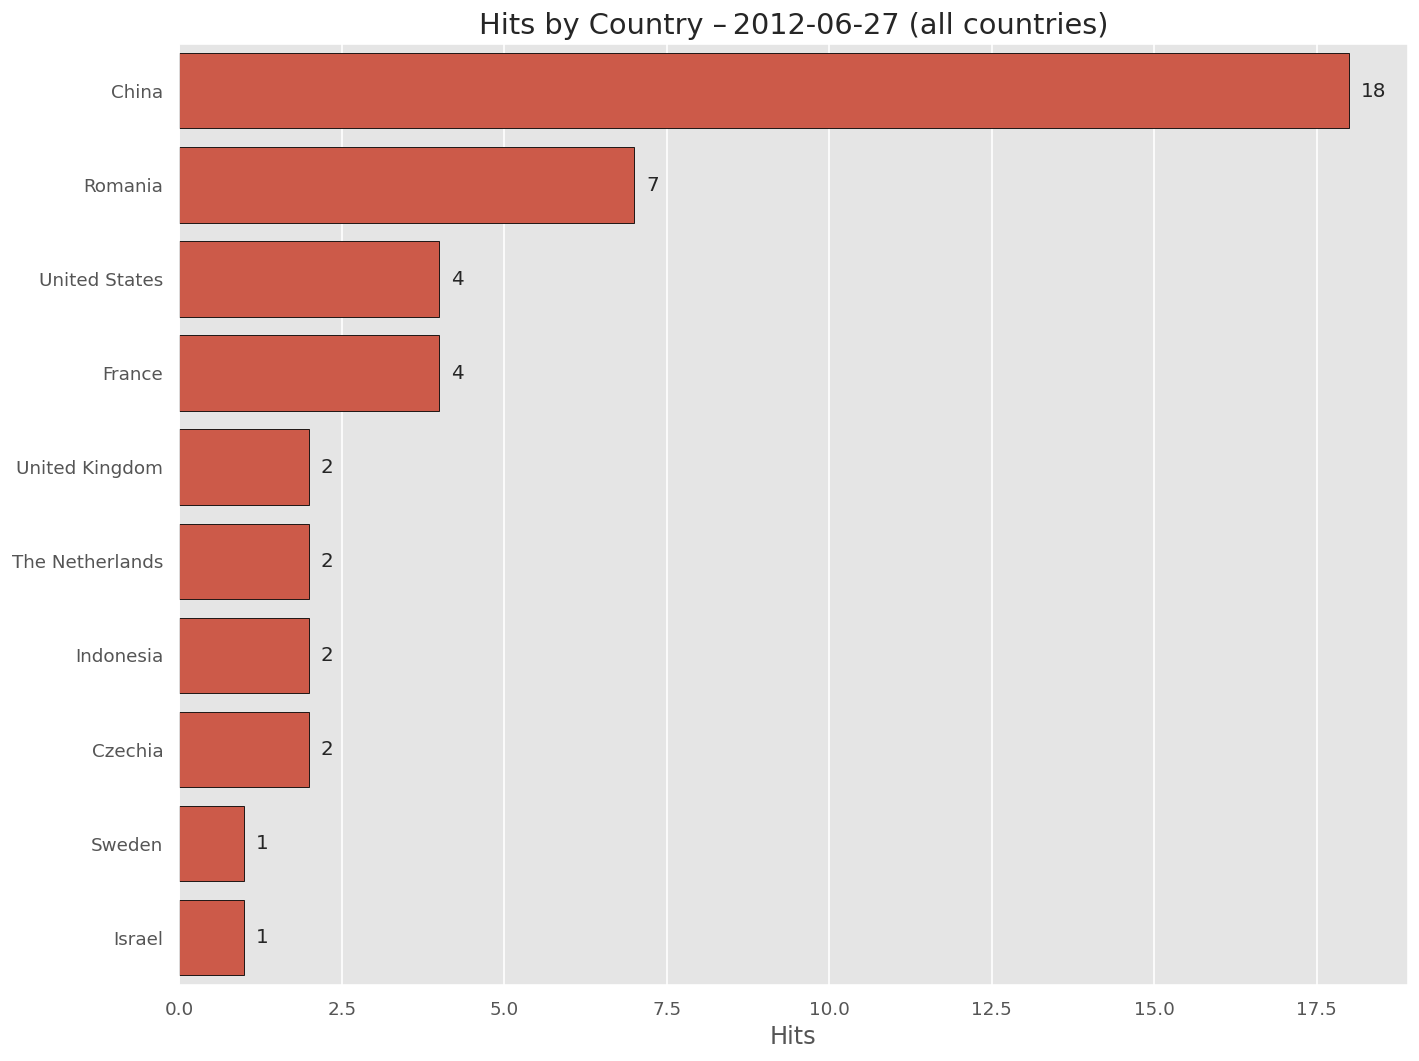 Hits by Country – 2012-06-27 (all countries)
China 18
Romania 7
United States 4
France 4
United Kingdom 2
The Netherlands 2
Indonesia 2
Czechia 2
Sweden 1
Israel 1
0.0 2.5 5.0 7.5 10.0 12.5 15.0 17.5
Hits